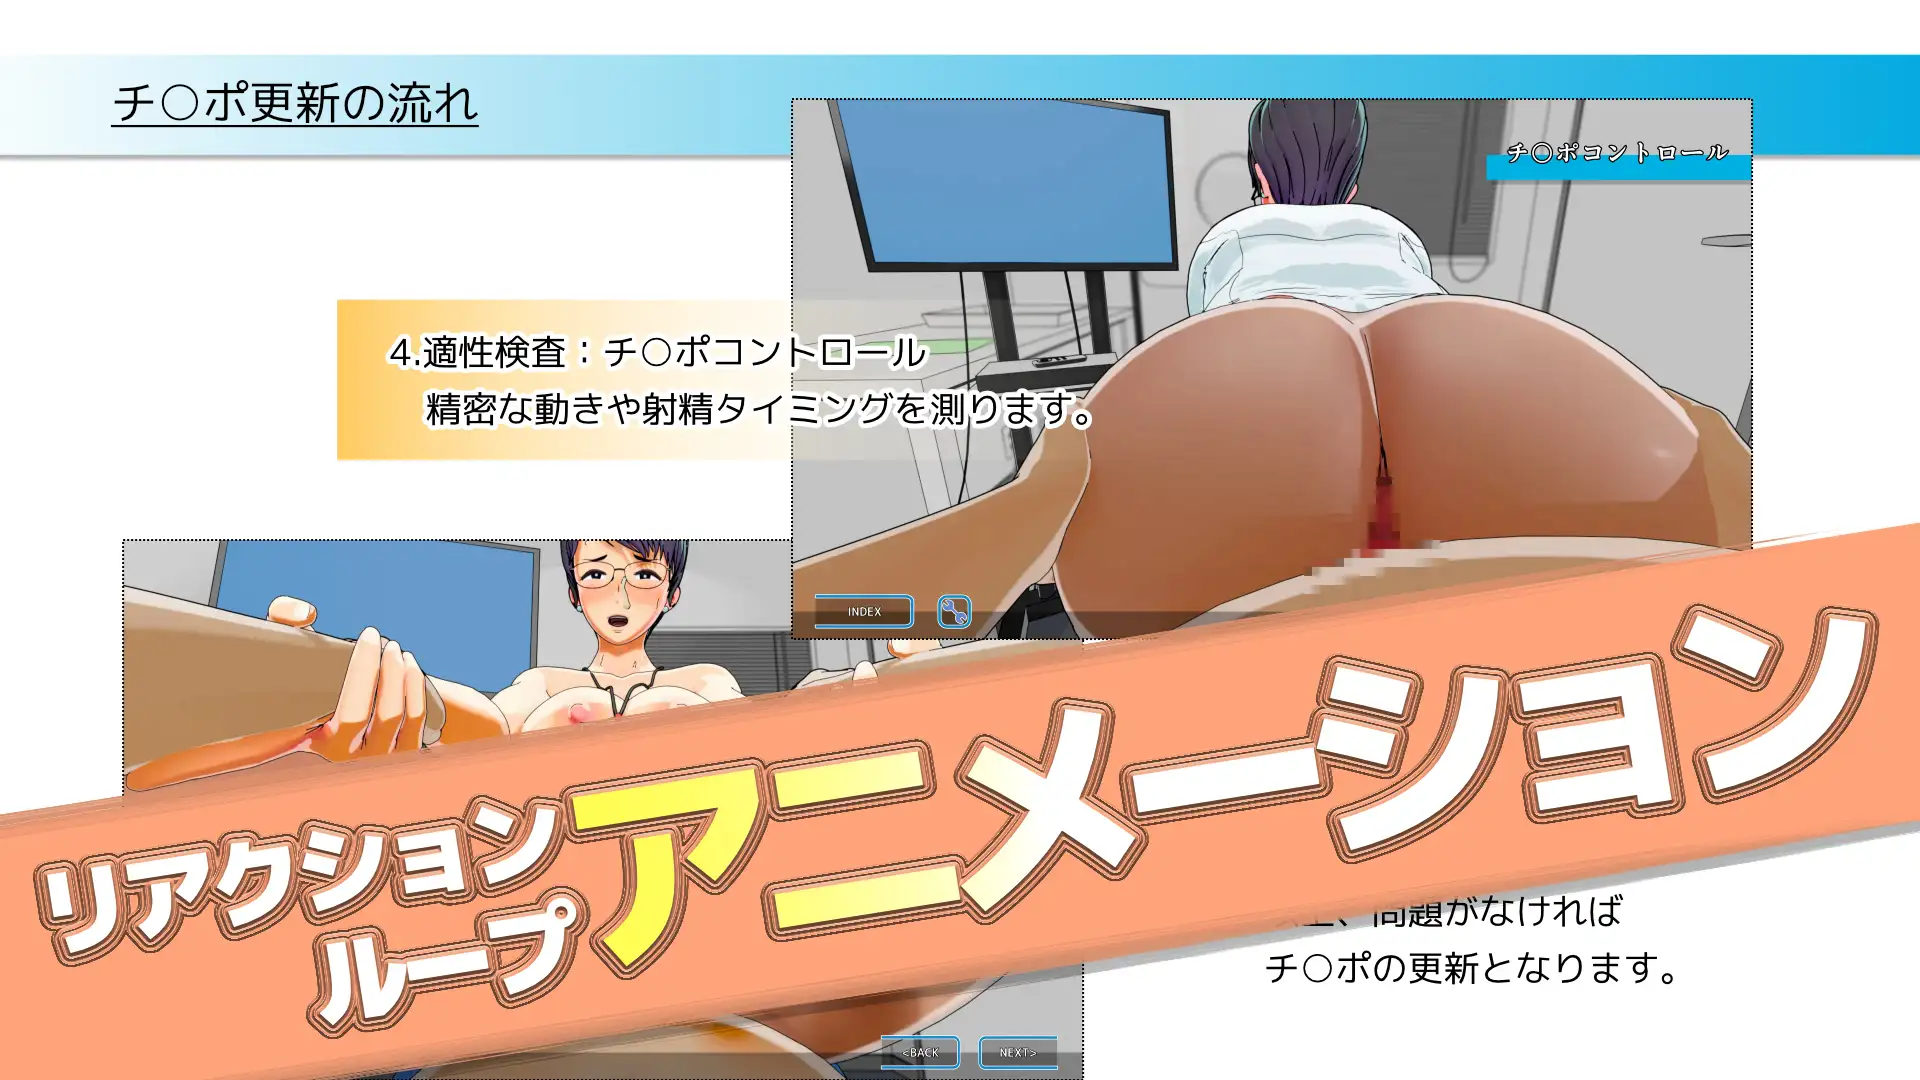 チ○ポ更新の流れ
チ○ポコントロール
4.適性検査：チ○ポコントロール
精密な動きや射精タイミングを測ります。
INDEX
リアクション
ループ
アニメーション
問題がなければ
チ○ポの更新となります。
<BACK
NEXT>